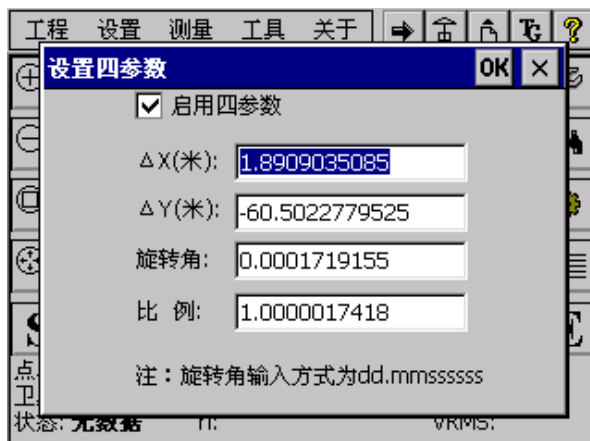 工程 设置 测量 工具 关于
设置四参数 OK ×
启用四参数
ΔX(米): 1.8909035085
ΔY(米): -60.5022779525
旋转角: 0.0001719155
比 例: 1.0000017418
注：旋转角输入方式为dd.mmssssss
点
卫
状态: 无数据 H: VRMS: